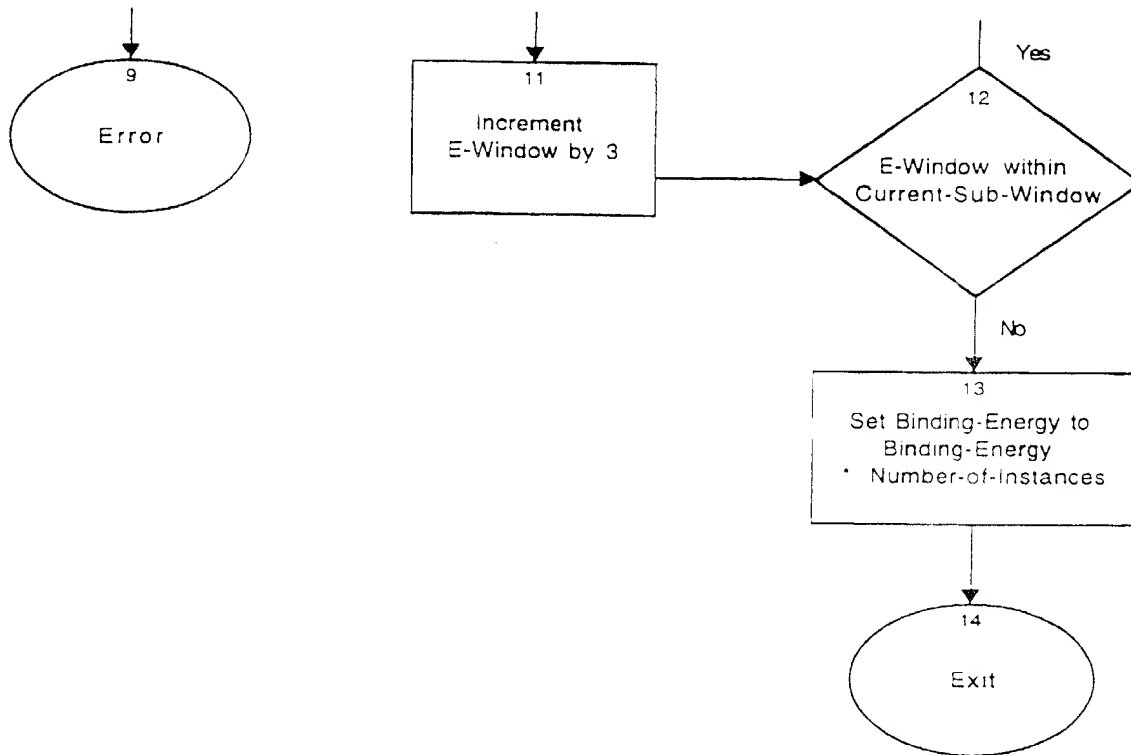 9
Error
11
Increment
E-Window by 3
Yes
12
E-Window within
Current-Sub-Window
No
13
Set Binding-Energy to
Binding-Energy
* Number-of-Instances
14
Exit